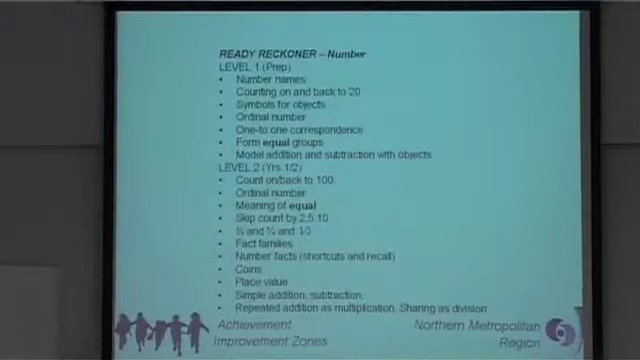 READY RECKONER – Number
LEVEL 1 (Prep)
• Number names
• Counting on and back to 20
• Symbols for objects
• Ordinal number
• One-to one correspondence
• Form equal groups
• Model addition and subtraction with objects
LEVEL 2 (Yrs 1/2)
• Count on/back to 100
• Ordinal number
• Meaning of equal
• Skip count by 2,5,10
• ½ and ¼ and
• Fact families
• Number facts (shortcuts and recall)
• Coins
• Place value
• Simple addition, subtraction,
• Repeated addition as multiplication, Sharing as division
Achievement
Improvement Zones
Northern Metropolitan
Region